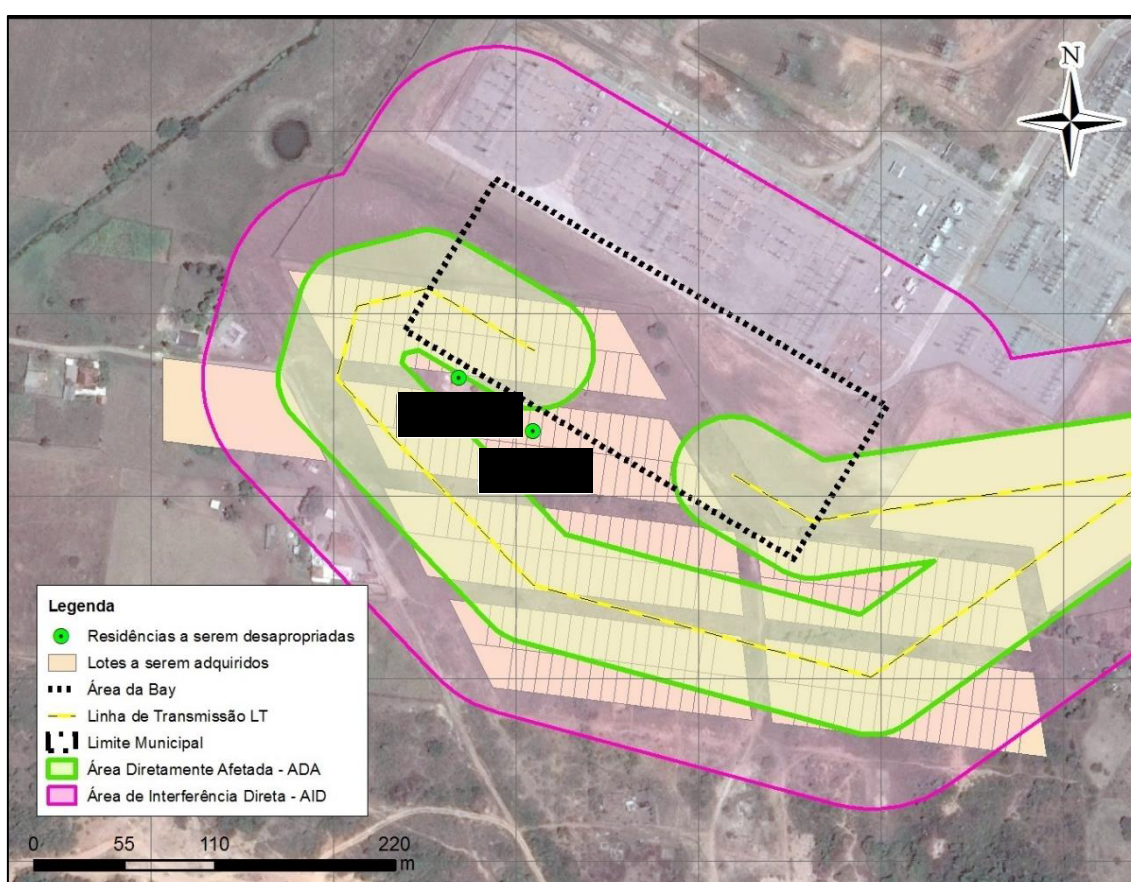 N
Legenda
Residências a serem desapropriadas
Lotes a serem adquiridos
Área da Bay
Linha de Transmissão LT
Limite Municipal
Área Diretamente Afetada - ADA
Área de Interferência Direta - AID
0 55 110 220
m